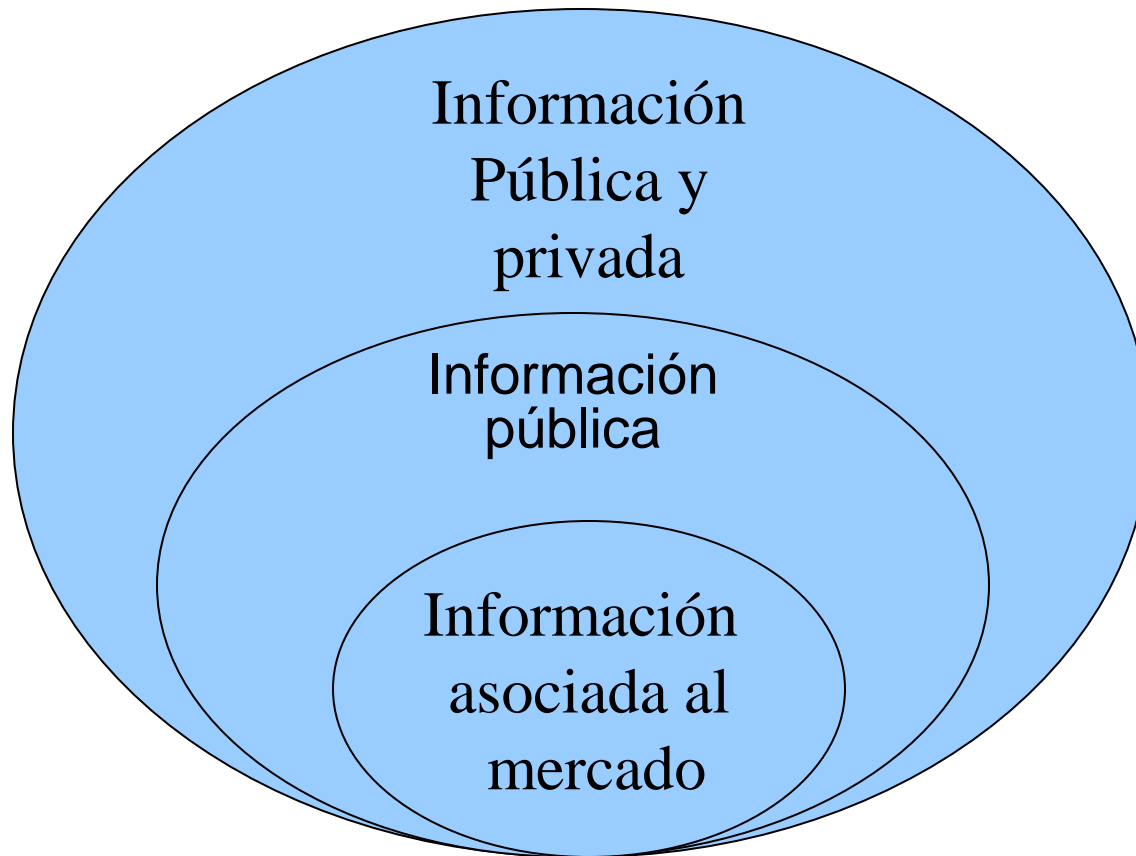 Información
Pública y
privada
Información
pública
Información
asociada al
mercado